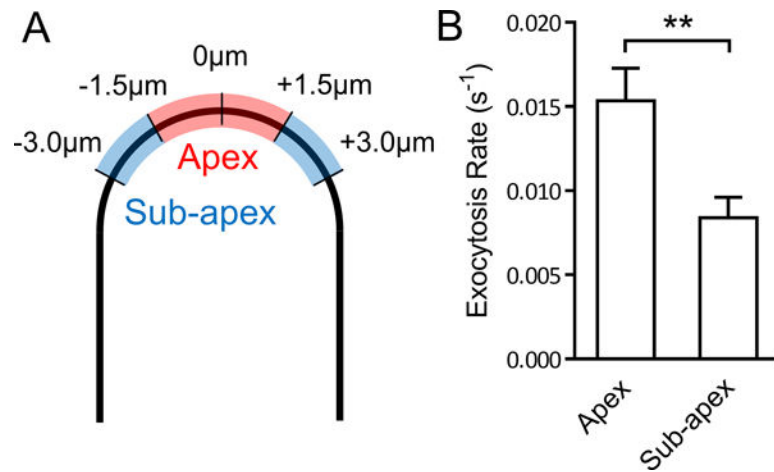 A
0µm
-1.5µm
+1.5µm
-3.0µm
+3.0µm
Apex
Sub-apex
B
**
Exocytosis Rate (s⁻¹)
0.020
0.015
0.010
0.005
0.000
Apex
Sub-apex